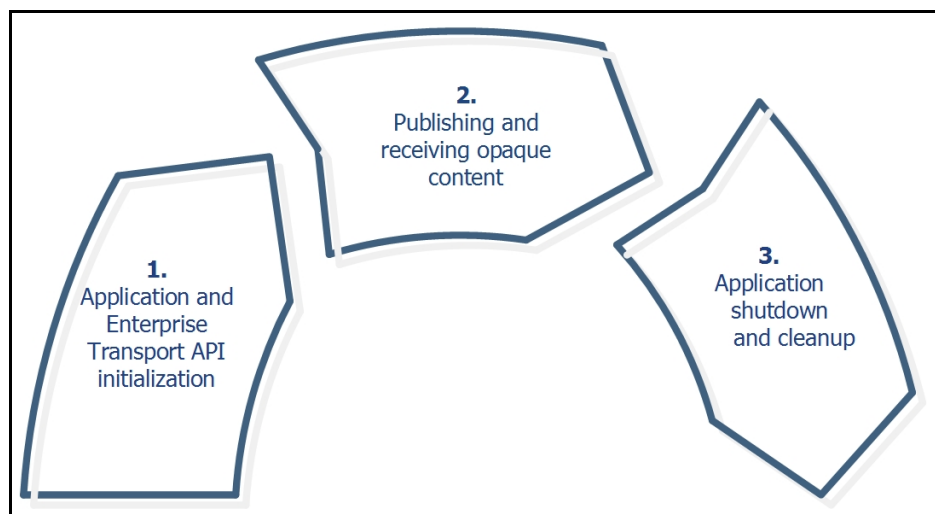 1.
Application and
Enterprise
Transport API
initialization
2.
Publishing and
receiving opaque
content
3.
Application
shutdown
and cleanup